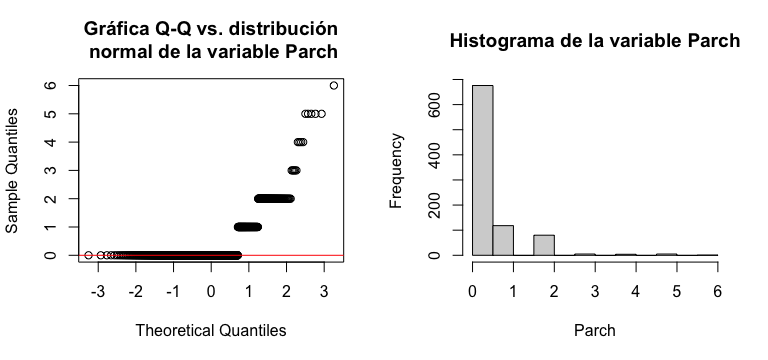 Gráfica Q-Q vs. distribución
normal de la variable Parch
Sample Quantiles
6
5
4
3
2
1
0
-3 -2 -1 0 1 2 3
Theoretical Quantiles
Histograma de la variable Parch
Frequency
600
400
200
0
0 1 2 3 4 5 6
Parch